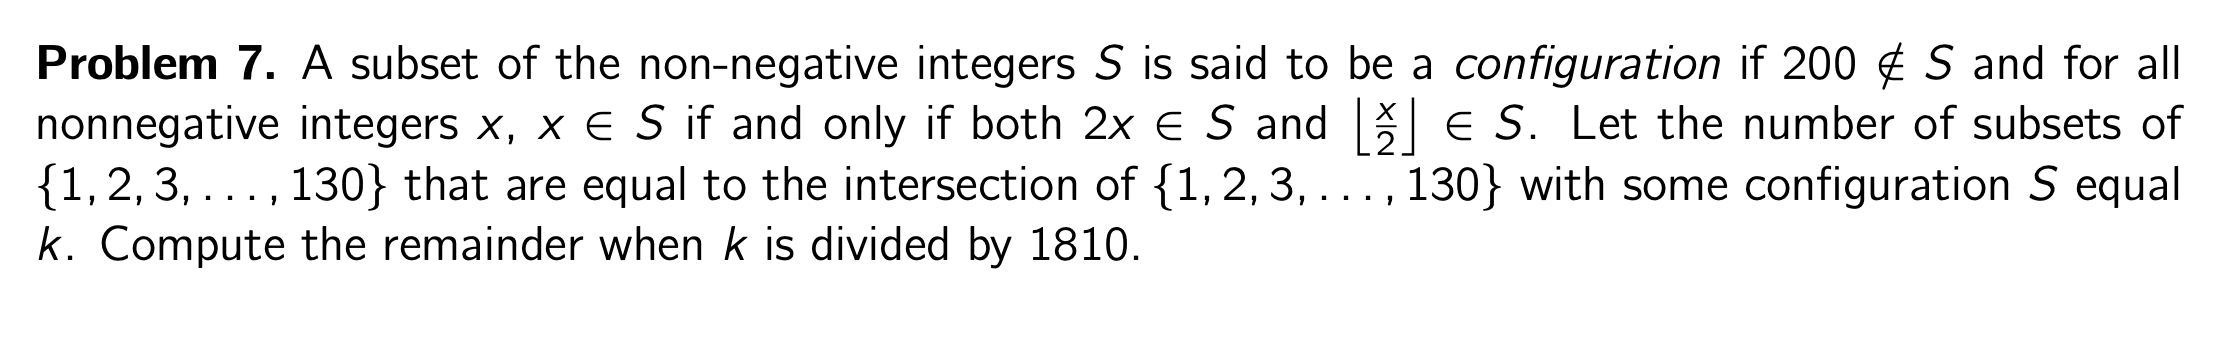 Problem 7. A subset of the non-negative integers S is said to be a configuration if 200 ∉ S and for all
nonnegative integers x, x ∈ S if and only if both 2x ∈ S and ⌊x/2⌋ ∈ S. Let the number of subsets of
{1, 2, 3, . . . , 130} that are equal to the intersection of {1, 2, 3, . . . , 130} with some configuration S equal
k. Compute the remainder when k is divided by 1810.